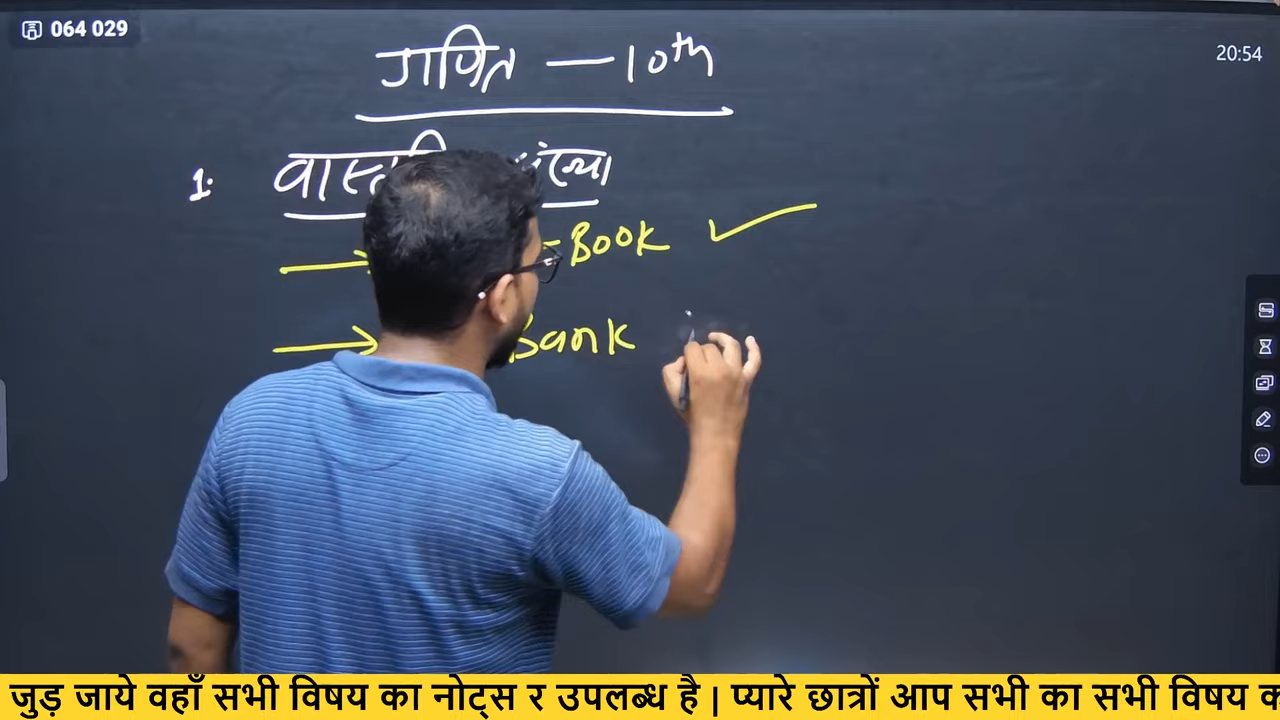 064 029
20:54
गणित — 10th
1. संख्या
Book ✓
Bank
जुड़ जाये वहाँ सभी विषय का नोट्स र उपलब्ध है | प्यारे छात्रों आप सभी का सभी विषय क